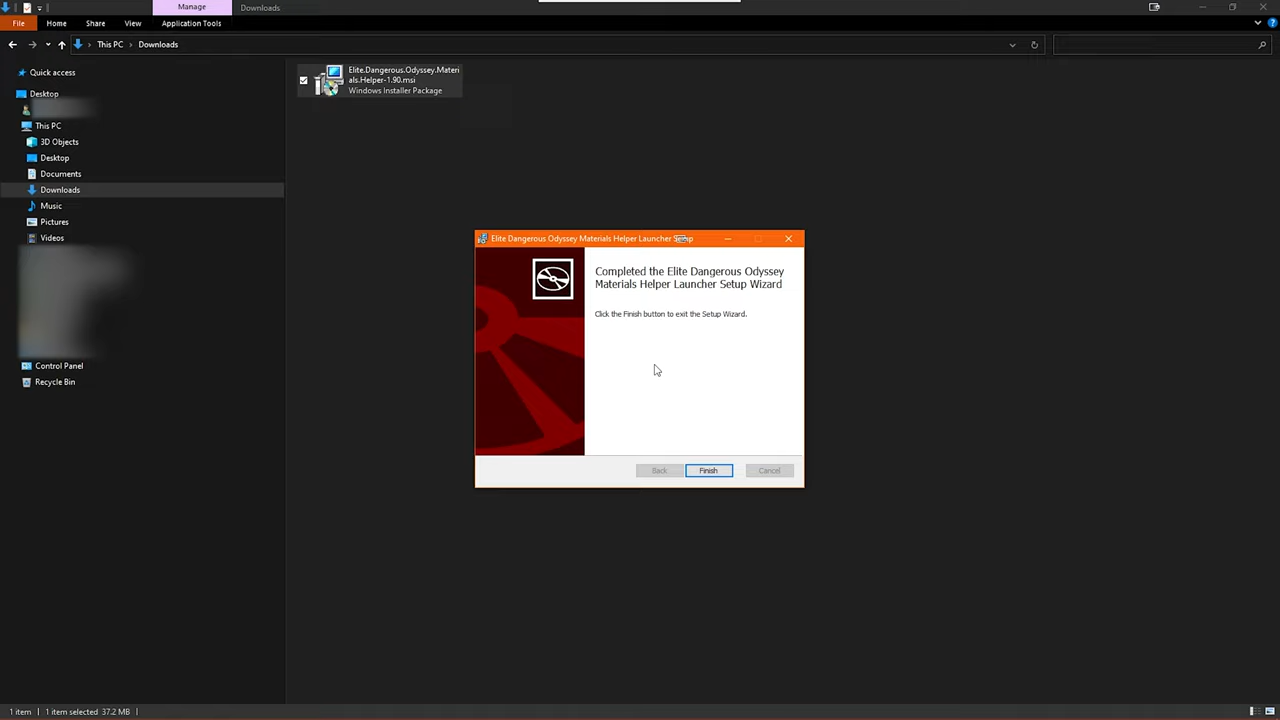 Manage
Downloads
File
Home
Share
View
Application Tools
This PC
Downloads
Quick access
Desktop
This PC
3D Objects
Desktop
Documents
Downloads
Music
Pictures
Videos
Control Panel
Recycle Bin
Elite.Dangerous.Odyssey.Materi
als.Helper-1.90.msi
Windows Installer Package
Elite Dangerous Odyssey Materials Helper Launcher Setup
Completed the Elite Dangerous Odyssey
Materials Helper Launcher Setup Wizard
Click the Finish button to exit the Setup Wizard.
Back
Finish
Cancel
1 item
1 item selected 37.2 MB